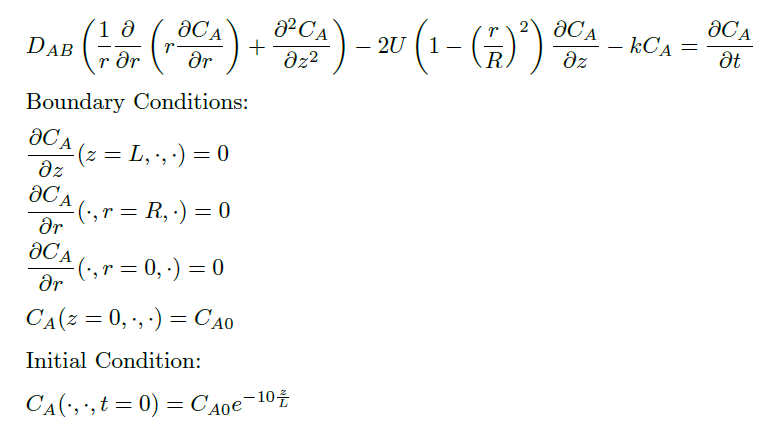 $D_{AB} \left( \frac{1}{r} \frac{\partial}{\partial r} \left( r \frac{\partial C_A}{\partial r} \right) + \frac{\partial^2 C_A}{\partial z^2} \right) - 2U \left( 1 - \left( \frac{r}{R} \right)^2 \right) \frac{\partial C_A}{\partial z} - kC_A = \frac{\partial C_A}{\partial t}$
Boundary Conditions:
$\frac{\partial C_A}{\partial z}(z = L, \cdot, \cdot) = 0$
$\frac{\partial C_A}{\partial r}(\cdot, r = R, \cdot) = 0$
$\frac{\partial C_A}{\partial r}(\cdot, r = 0, \cdot) = 0$
$C_A(z = 0, \cdot, \cdot) = C_{A0}$
Initial Condition:
$C_A(\cdot, \cdot, t = 0) = C_{A0} e^{-10 \frac{z}{L}}$